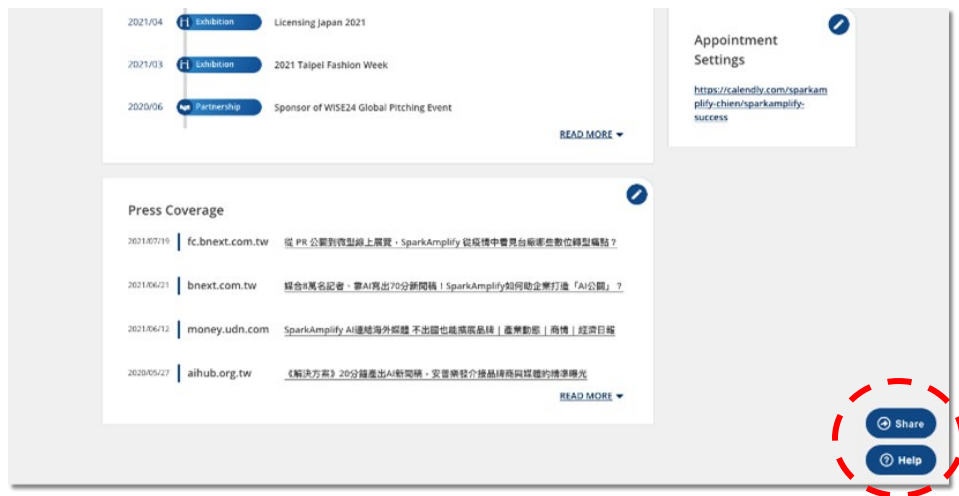 2021/04 Exhibition Licensing Japan 2021
2021/03 Exhibition 2021 Taipei Fashion Week
2020/06 Partnership Sponsor of WISE24 Global Pitching Event
READ MORE
Appointment
Settings
https://calendly.com/sparkam
plify-chien/sparkamplify-
success
Press Coverage
2021/07/19 fc.bnext.com.tw 從 PR 公關到微型線上展覽，SparkAmplify 從疫情中看見台廠哪些數位轉型痛點？
2021/06/21 bnext.com.tw 媒合8萬名記者、靠AI寫出70分新聞稿！SparkAmplify如何助企業打造「AI公關」？
2021/06/12 money.udn.com SparkAmplify AI連結海外媒體 不出國也能擴展品牌 | 產業動態 | 商情 | 經濟日報
2020/05/27 aihub.org.tw 《解決方案》20分鐘產出AI新聞稿，安普樂發介接品牌商與媒體的精準曝光
READ MORE
Share
Help